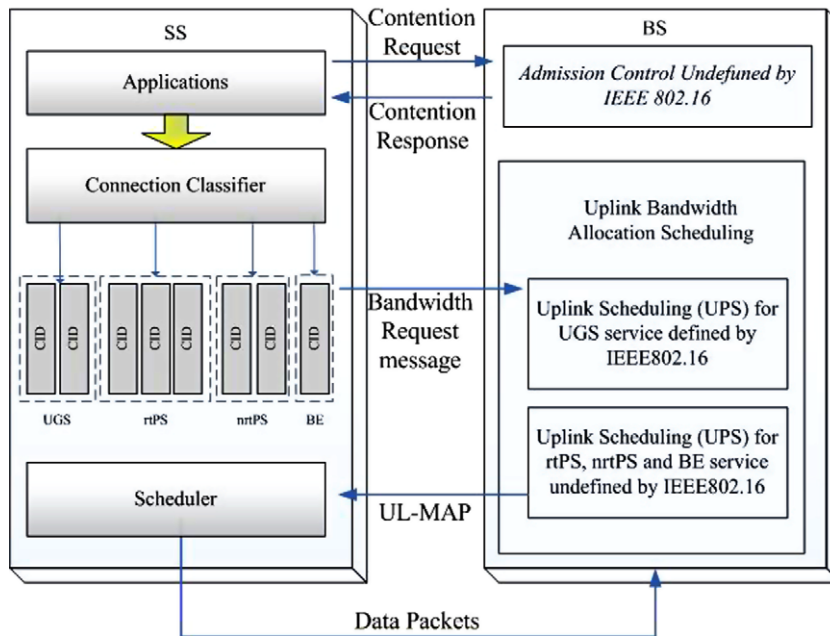 SS
Applications
Connection Classifier
CID
CID
CID
CID
CID
CID
CID
CID
UGS
rtPS
nrtPS
BE
Scheduler
Contention
Request
Contention
Response
Bandwidth
Request
message
UL-MAP
Data Packets
BS
Admission Control Undefuned by
IEEE 802.16
Uplink Bandwidth
Allocation Scheduling
Uplink Scheduling (UPS) for
UGS service defined by
IEEE802.16
Uplink Scheduling (UPS) for
rtPS, nrtPS and BE service
undefined by IEEE802.16